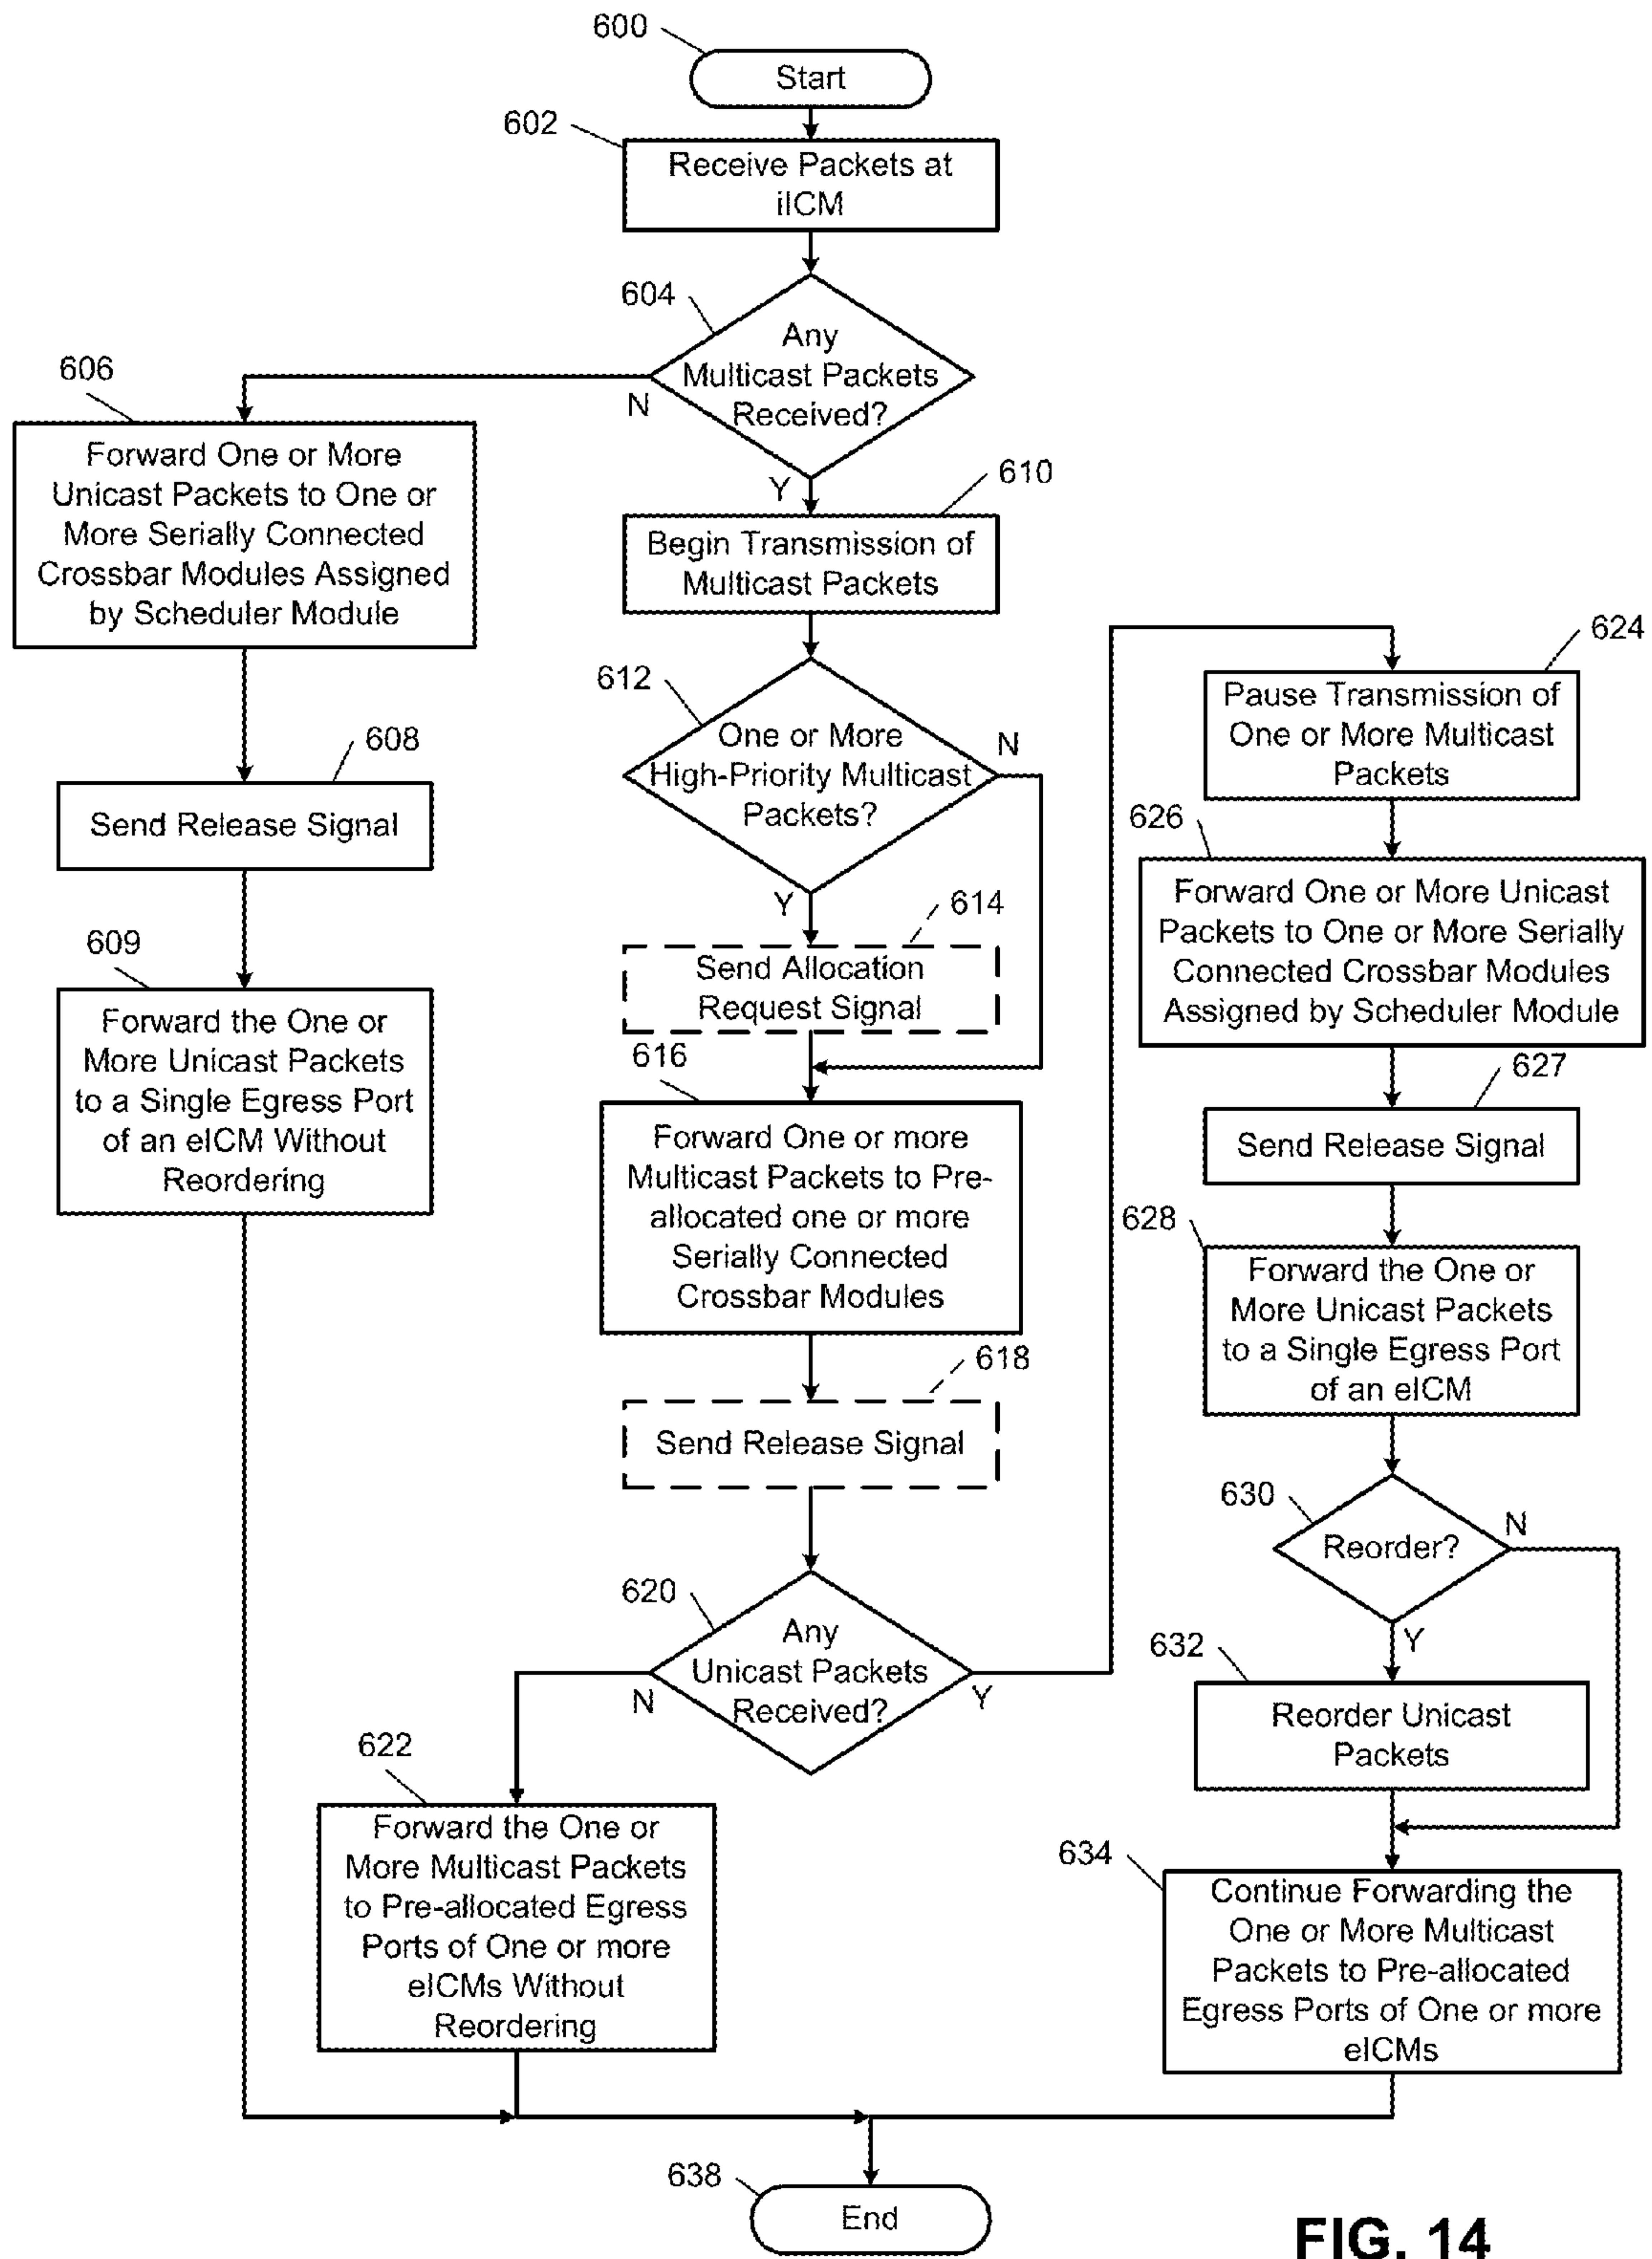 600
Start
602
Receive Packets at
iICM
604
Any
Multicast Packets
Received?
N
Y
606
Forward One or More
Unicast Packets to One or
More Serially Connected
Crossbar Modules Assigned
by Scheduler Module
608
Send Release Signal
609
Forward the One or
More Unicast Packets
to a Single Egress Port
of an eICM Without
Reordering
610
Begin Transmission of
Multicast Packets
612
One or More
High-Priority Multicast
Packets?
N
Y
614
Send Allocation
Request Signal
616
Forward One or more
Multicast Packets to Pre-
allocated one or more
Serially Connected
Crossbar Modules
618
Send Release Signal
620
Any
Unicast Packets
Received?
N
Y
622
Forward the One or
More Multicast Packets
to Pre-allocated Egress
Ports of One or more
eICMs Without
Reordering
624
Pause Transmission of
One or More Multicast
Packets
626
Forward One or More Unicast
Packets to One or More Serially
Connected Crossbar Modules
Assigned by Scheduler Module
627
Send Release Signal
628
Forward the One or
More Unicast Packets
to a Single Egress Port
of an eICM
630
Reorder?
N
Y
632
Reorder Unicast
Packets
634
Continue Forwarding the
One or More Multicast
Packets to Pre-allocated
Egress Ports of One or more
eICMs
638
End
FIG. 14